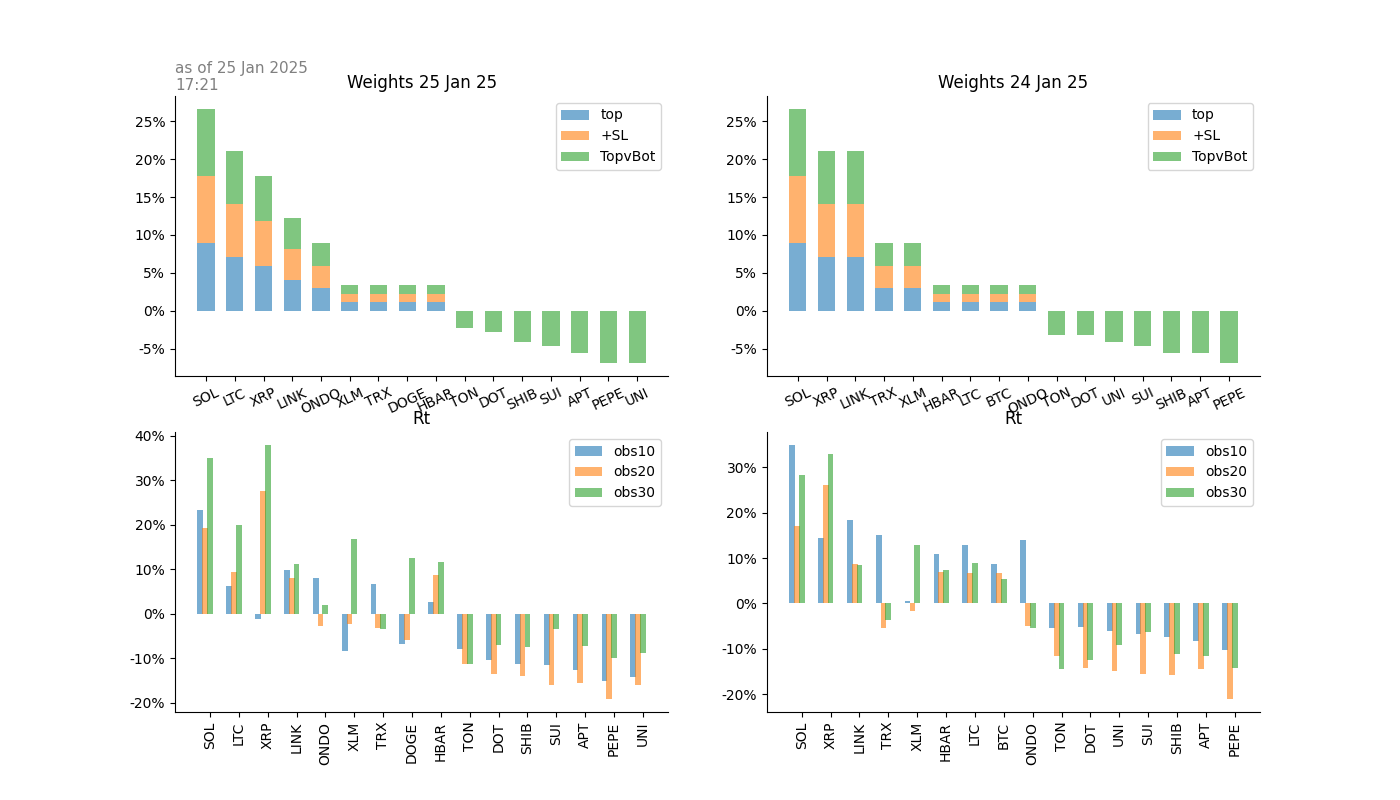 as of 25 Jan 2025
17:21
Weights 25 Jan 25
25%
20%
15%
10%
5%
0%
-5%
top
+SL
TopvBot
SOL LTC XRP LINK ONDO XLM TRX DOGE HBAR TON DOT SHIB SUI APT PEPE UNI
Weights 24 Jan 25
25%
20%
15%
10%
5%
0%
-5%
top
+SL
TopvBot
SOL XRP LINK TRX XLM HBAR LTC BTC ONDO TON DOT UNI SUI SHIB APT PEPE
Rt
40%
30%
20%
10%
0%
-10%
-20%
obs10
obs20
obs30
SOL LTC XRP LINK ONDO XLM TRX DOGE HBAR TON DOT SHIB SUI APT PEPE UNI
Rt
30%
20%
10%
0%
-10%
-20%
obs10
obs20
obs30
SOL XRP LINK TRX XLM HBAR LTC BTC ONDO TON DOT UNI SUI SHIB APT PEPE